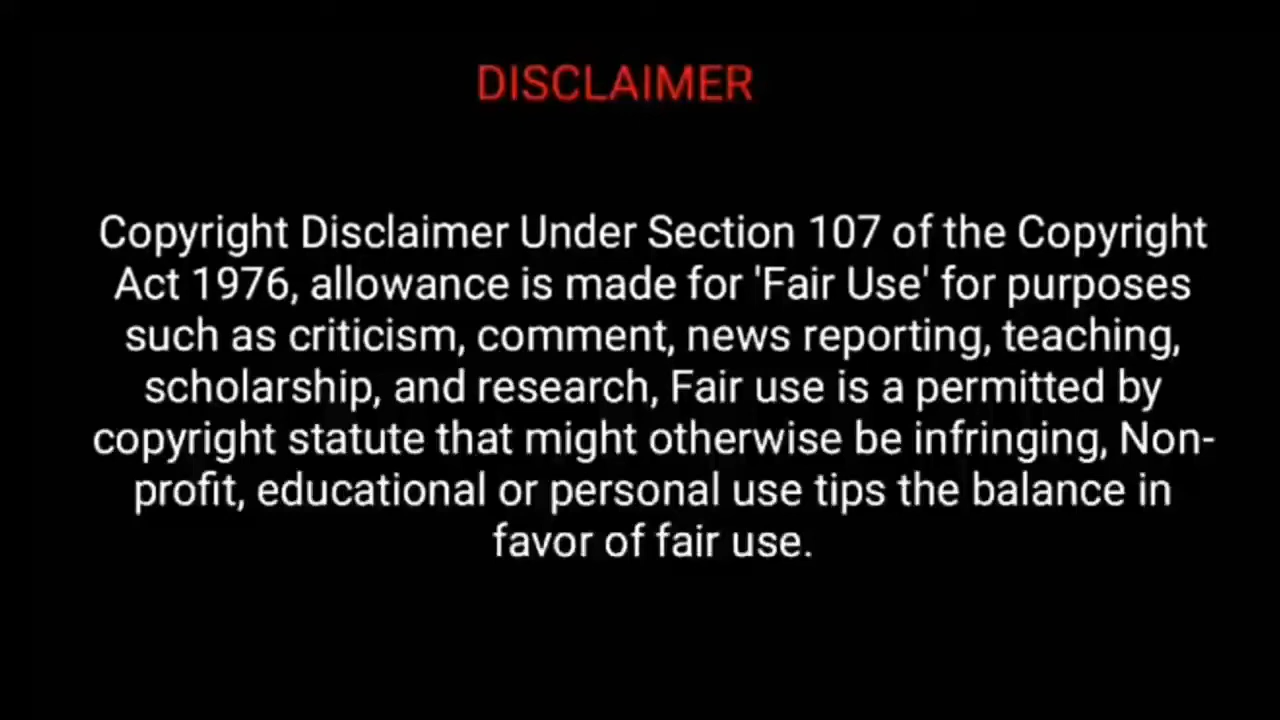 DISCLAIMER
Copyright Disclaimer Under Section 107 of the Copyright
Act 1976, allowance is made for 'Fair Use' for purposes
such as criticism, comment, news reporting, teaching,
scholarship, and research, Fair use is a permitted by
copyright statute that might otherwise be infringing, Non-
profit, educational or personal use tips the balance in
favor of fair use.